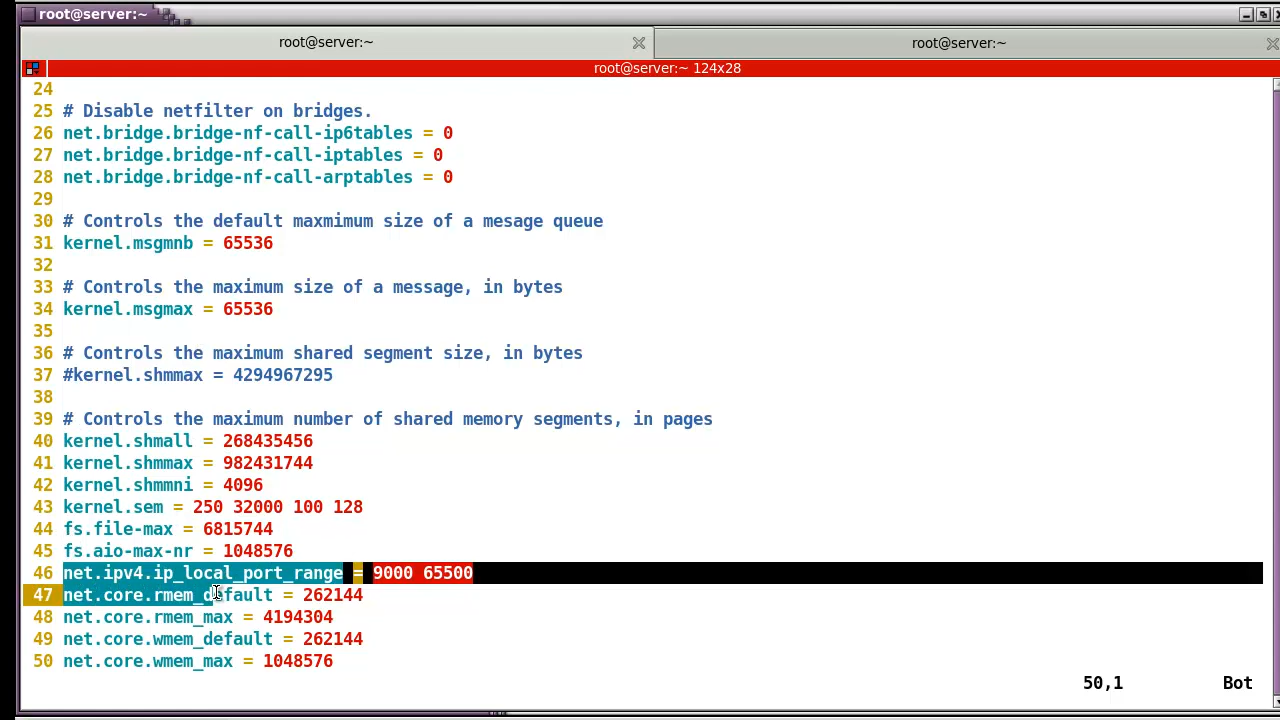 root@server:~
root@server:~
root@server:~
root@server:~ 124x28
24
25 # Disable netfilter on bridges.
26 net.bridge.bridge-nf-call-ip6tables = 0
27 net.bridge.bridge-nf-call-iptables = 0
28 net.bridge.bridge-nf-call-arptables = 0
29
30 # Controls the default maxmimum size of a mesage queue
31 kernel.msgmnb = 65536
32
33 # Controls the maximum size of a message, in bytes
34 kernel.msgmax = 65536
35
36 # Controls the maximum shared segment size, in bytes
37 #kernel.shmmax = 4294967295
38
39 # Controls the maximum number of shared memory segments, in pages
40 kernel.shmall = 268435456
41 kernel.shmmax = 982431744
42 kernel.shmmni = 4096
43 kernel.sem = 250 32000 100 128
44 fs.file-max = 6815744
45 fs.aio-max-nr = 1048576
46 net.ipv4.ip_local_port_range = 9000 65500
47 net.core.rmem_default = 262144
48 net.core.rmem_max = 4194304
49 net.core.wmem_default = 262144
50 net.core.wmem_max = 1048576
50,1 Bot